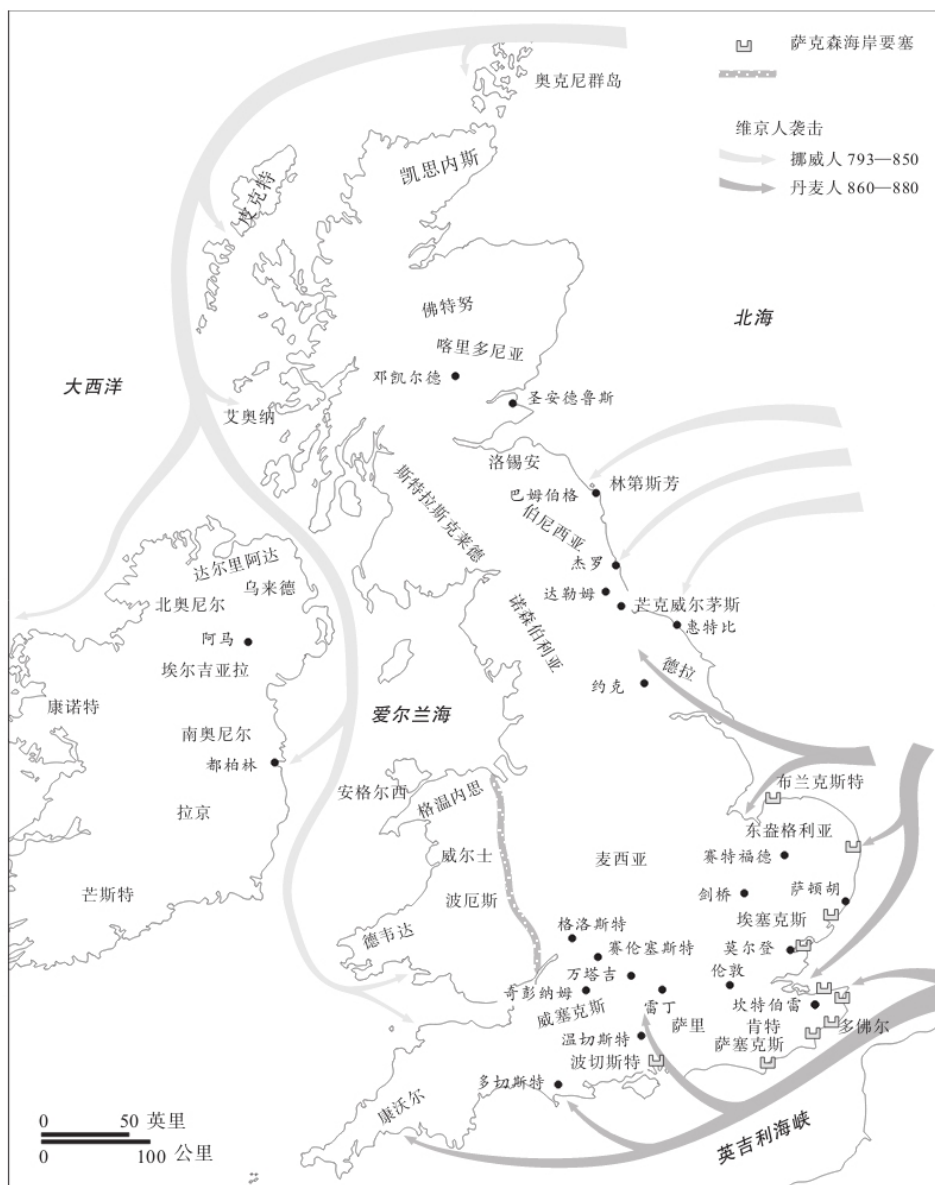 萨克森海岸要塞
奥克尼群岛
维京人袭击
凯思内斯
挪威人 793—850
皮克特
丹麦人 860—880
佛特努
北海
喀里多尼亚
大西洋
邓凯尔德
圣安德鲁斯
艾奥纳
洛锡安
斯特拉斯克莱德
林第斯芳
巴姆伯格
伯尼西亚
达尔里阿达
杰罗
乌来德
北奥尼尔
达勒姆
芒克威尔茅斯
诺森伯利亚
惠特比
阿马
德拉
埃尔吉亚拉
约克
康诺特
爱尔兰海
南奥尼尔
都柏林
布兰克斯特
安格尔西
格温内思
拉京
东盎格利亚
威尔士
麦西亚
赛特福德
芒斯特
波厄斯
剑桥
萨顿胡
埃塞克斯
德韦达
格洛斯特
莫尔登
赛伦塞斯特
万塔吉
伦敦
奇彭纳姆
雷丁
坎特伯雷
威塞克斯
萨里
肯特
多佛尔
温切斯特
萨塞克斯
波切斯特
多切斯特
康沃尔
英吉利海峡
0 50 英里
0 100 公里